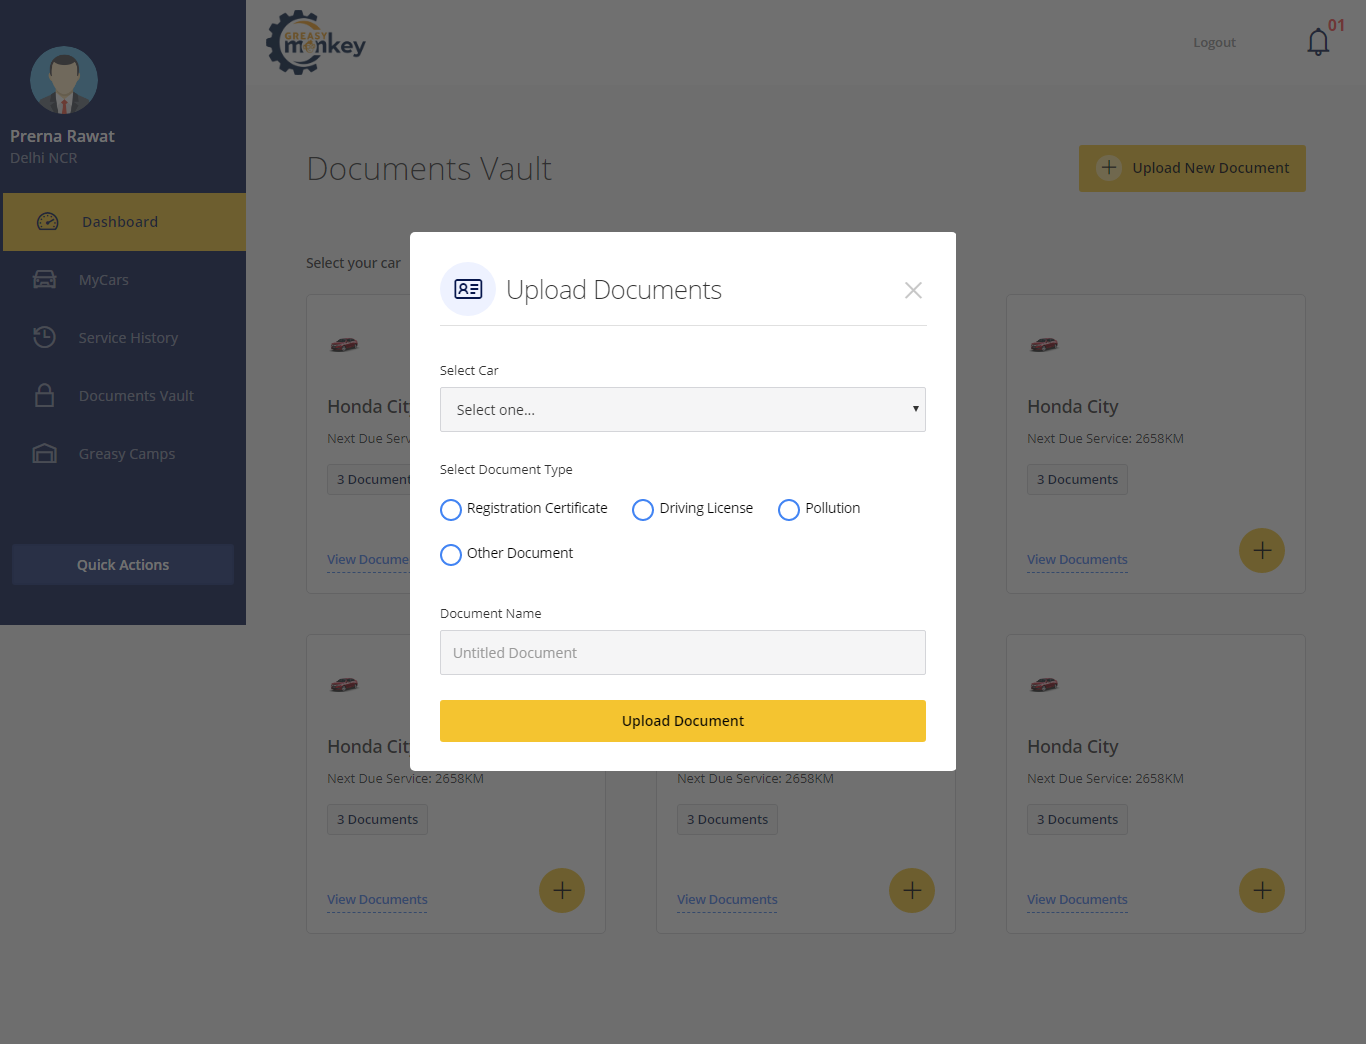 GREASY
monkey
Logout
01
Prerna Rawat
Delhi NCR
Dashboard
MyCars
Service History
Documents Vault
Greasy Camps
Quick Actions
Documents Vault
Upload New Document
Select your car
Upload Documents
Select Car
Select one...
Select Document Type
Registration Certificate
Driving License
Pollution
Other Document
Document Name
Untitled Document
Upload Document
Honda Cit
Next Due Serv
3 Document
View Docume
Honda City
Next Due Service: 2658KM
3 Documents
View Documents
Honda Cit
Next Due Service: 2658KM
3 Documents
View Documents
Next Due Service: 2658KM
3 Documents
View Documents
Honda City
Next Due Service: 2658KM
3 Documents
View Documents